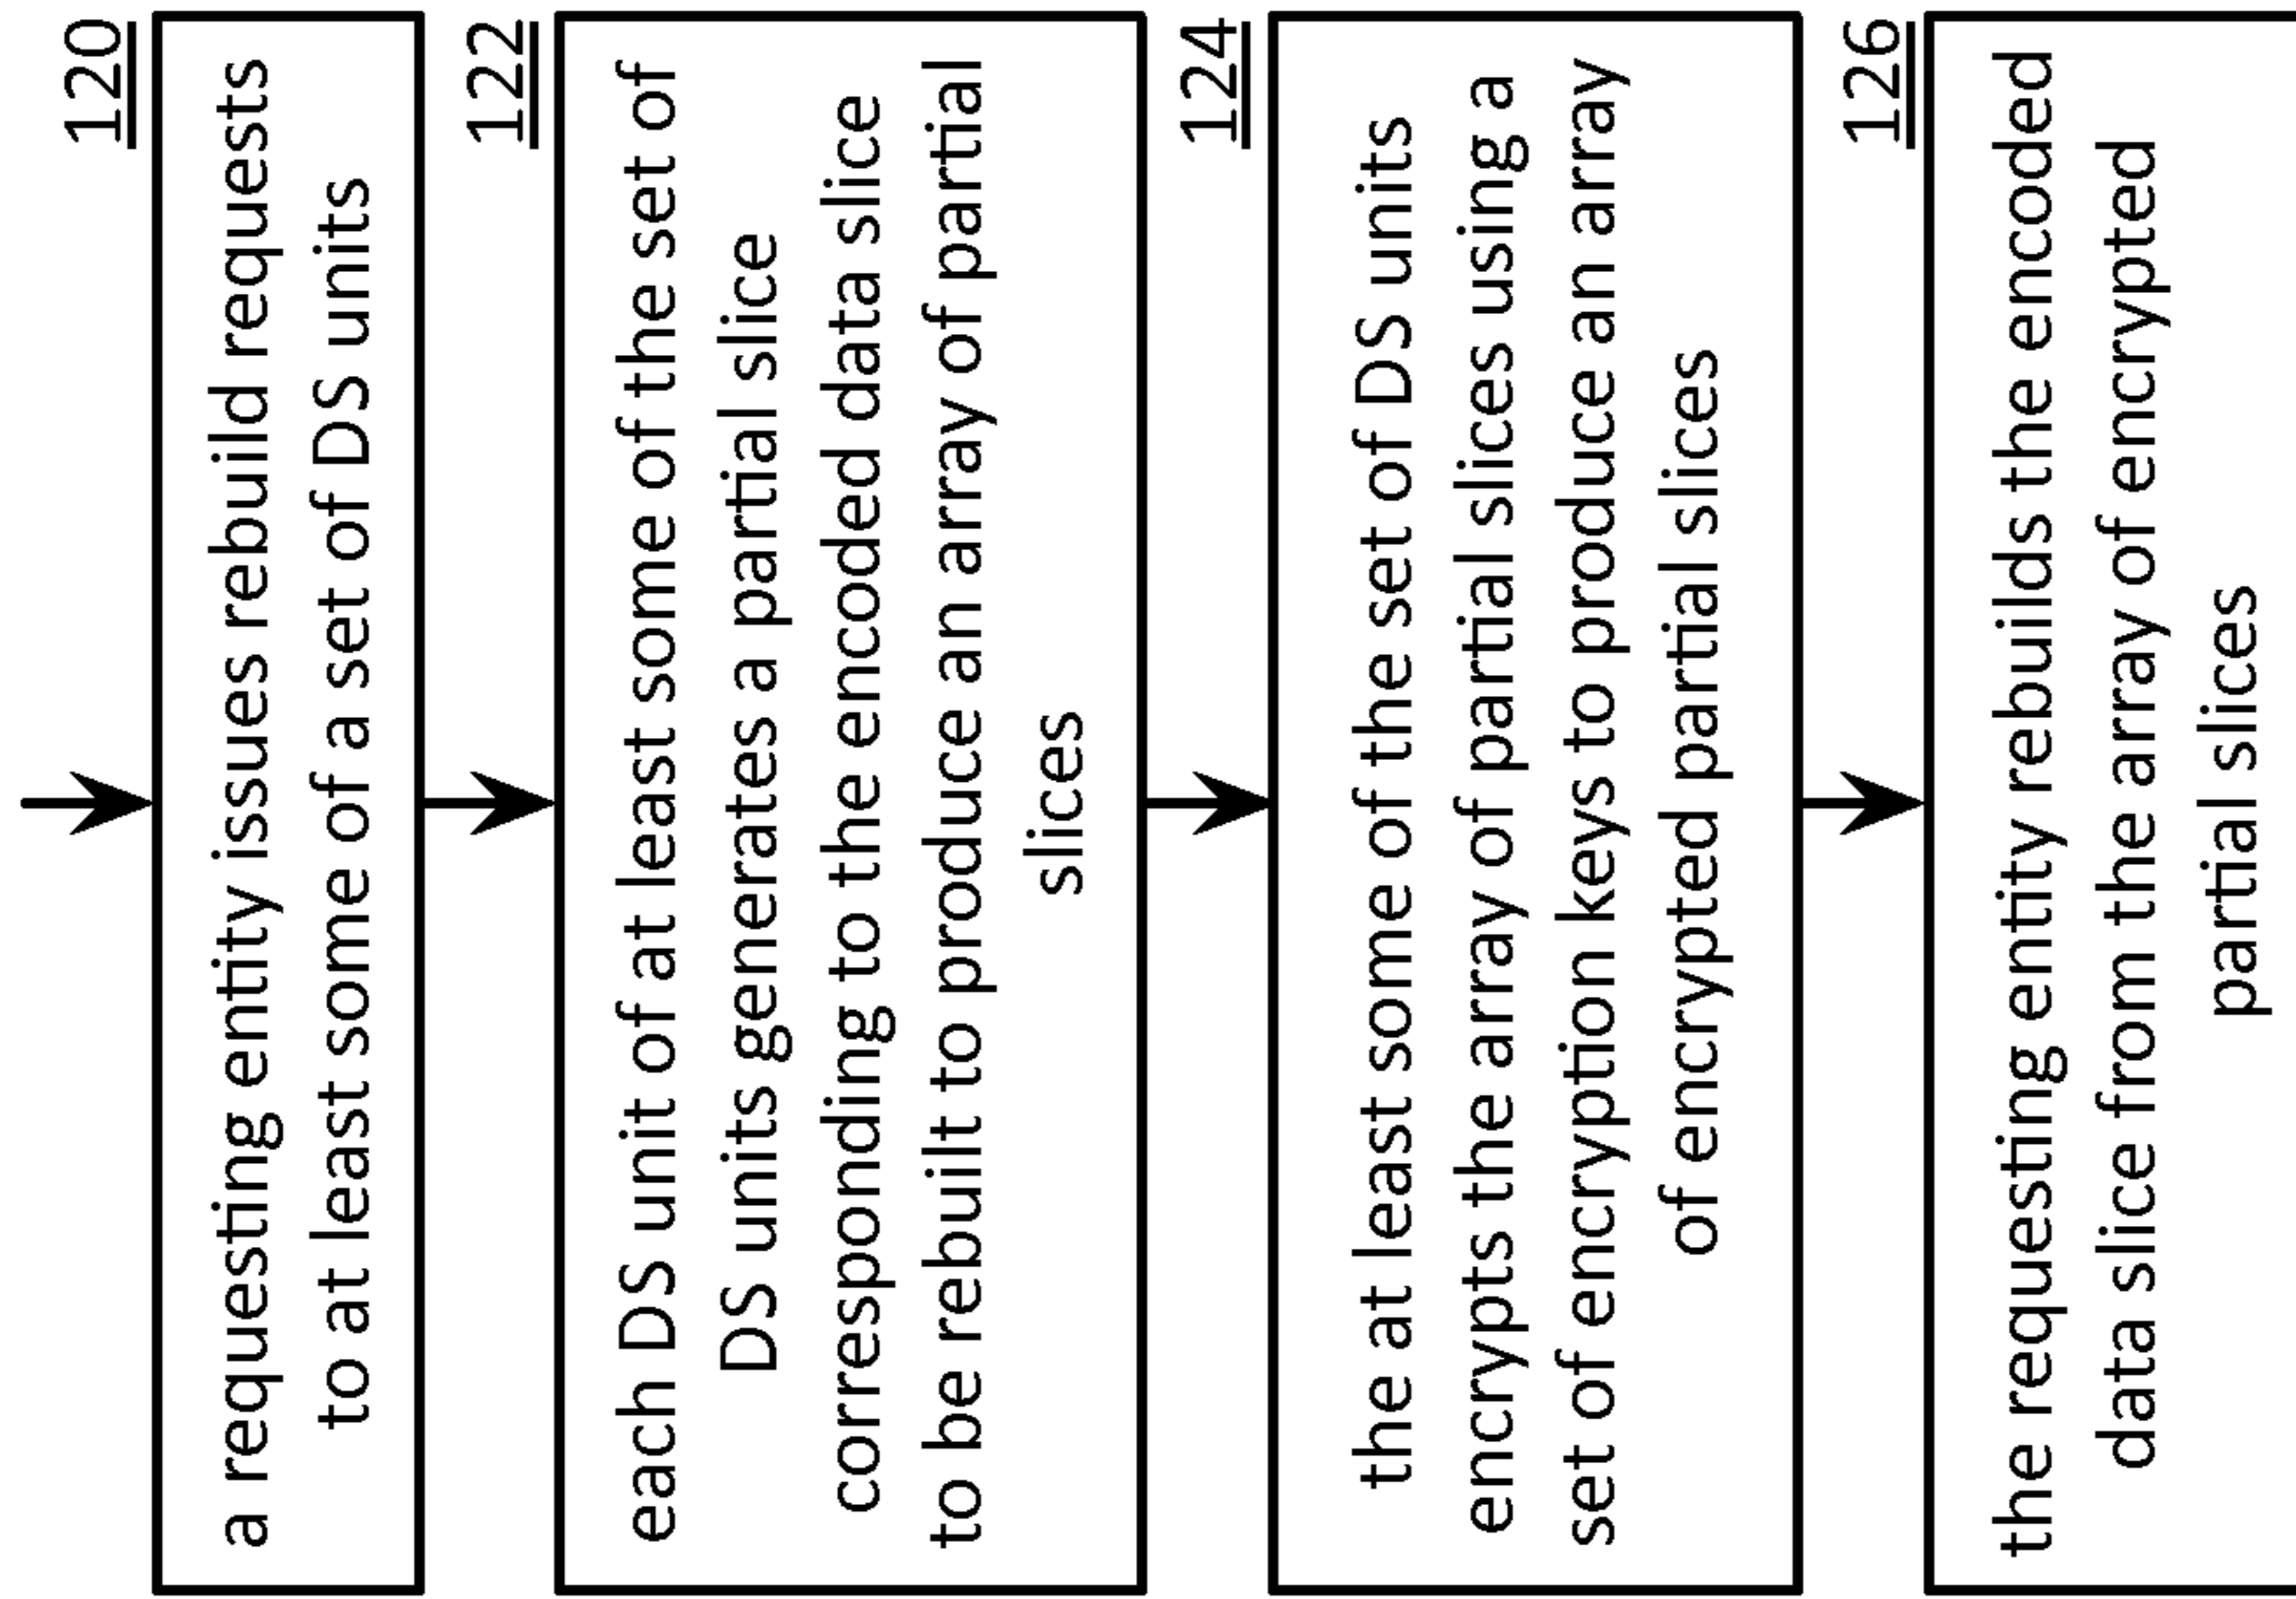 120
a requesting entity issues rebuild requests
to at least some of a set of DS units
122
each DS unit of at least some of the set of
DS units generates a partial slice
corresponding to the encoded data slice
to be rebuilt to produce an array of partial
slices
124
the at least some of the set of DS units
encrypts the array of partial slices using a
set of encryption keys to produce an array
of encrypted partial slices
126
the requesting entity rebuilds the encoded
data slice from the array of encrypted
partial slices